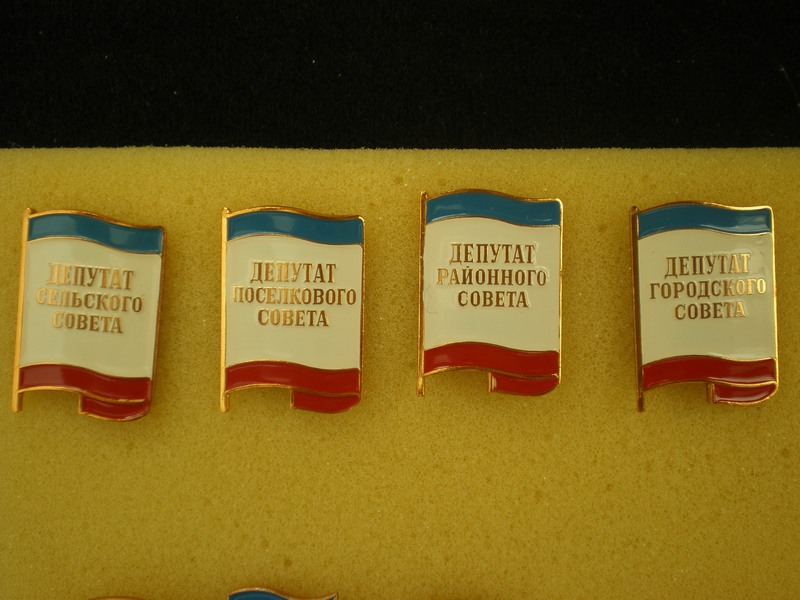 ДЕПУТАТ
СЕЛЬСКОГО
СОВЕТА
ДЕПУТАТ
ПОСЕЛКОВОГО
СОВЕТА
ДЕПУТАТ
РАЙОННОГО
СОВЕТА
ДЕПУТАТ
ГОРОДСКОГО
СОВЕТА